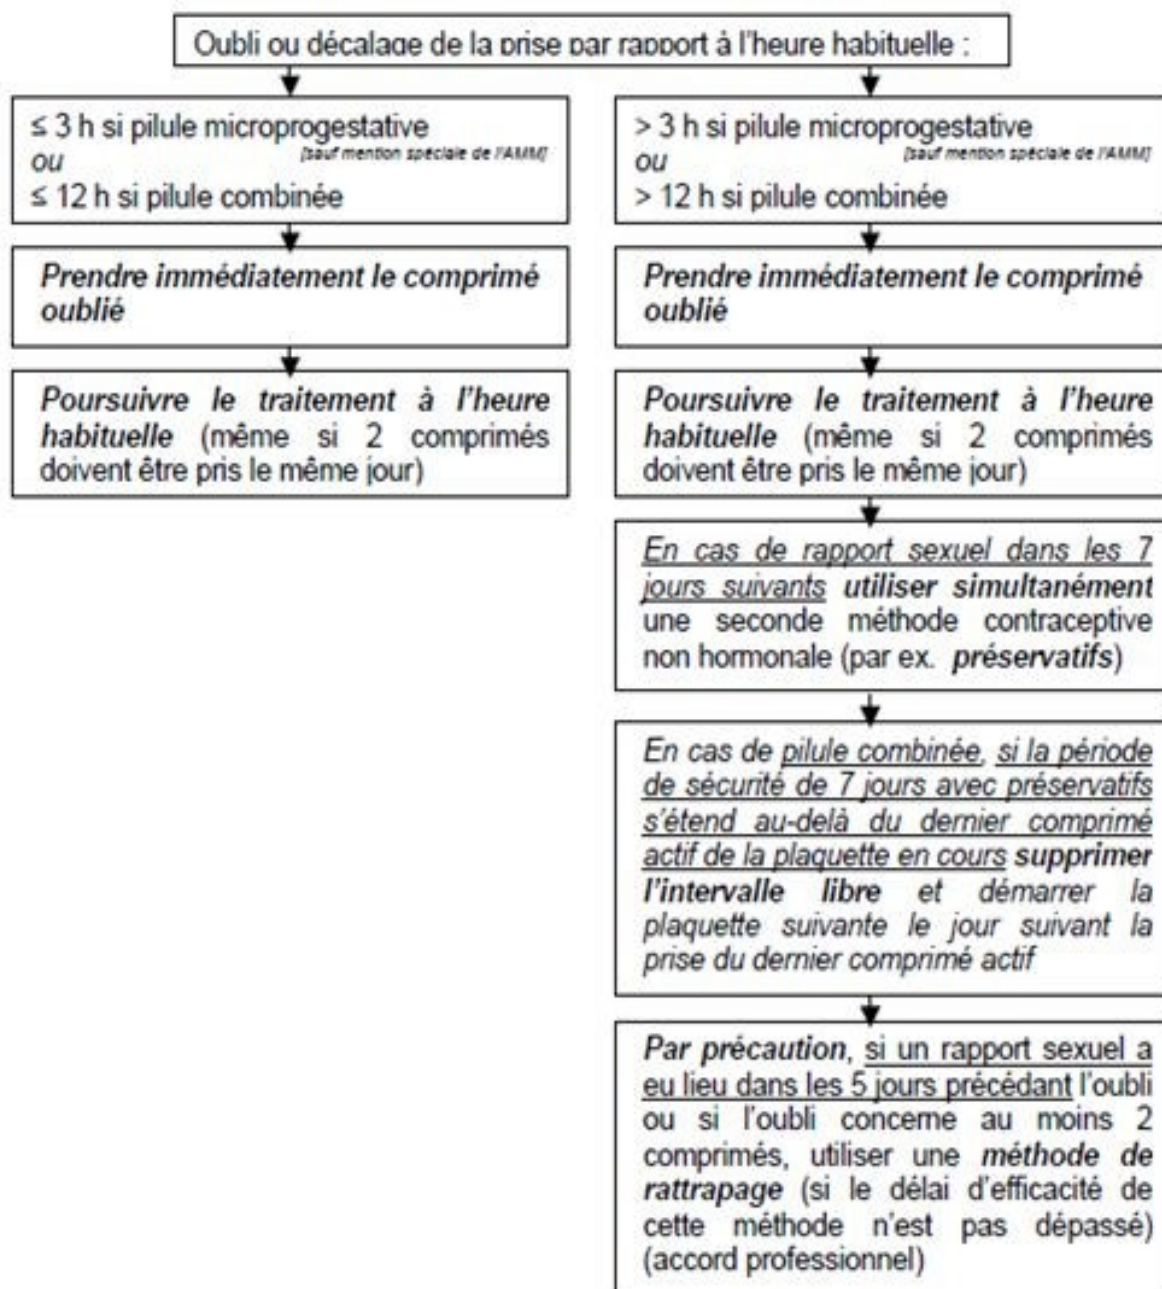 Oubli ou décalage de la prise par rapport à l'heure habituelle :
≤ 3 h si pilule microprogestative
[sauf mention spéciale de l'AMM]
ou
≤ 12 h si pilule combinée
Prendre immédiatement le comprimé
oublié
Poursuivre le traitement à l'heure
habituelle (même si 2 comprimés
doivent être pris le même jour)
> 3 h si pilule microprogestative
[sauf mention spéciale de l'AMM]
ou
> 12 h si pilule combinée
Prendre immédiatement le comprimé
oublié
Poursuivre le traitement à l'heure
habituelle (même si 2 comprimés
doivent être pris le même jour)
En cas de rapport sexuel dans les 7
jours suivants utiliser simultanément
une seconde méthode contraceptive
non hormonale (par ex. préservatifs)
En cas de pilule combinée, si la période
de sécurité de 7 jours avec préservatifs
s'étend au-delà du dernier comprimé
actif de la plaquette en cours supprimer
l'intervalle libre et démarrer la
plaquette suivante le jour suivant la
prise du dernier comprimé actif
Par précaution, si un rapport sexuel a
eu lieu dans les 5 jours précédant l'oubli
ou si l'oubli concerne au moins 2
comprimés, utiliser une méthode de
rattrapage (si le délai d'efficacité de
cette méthode n'est pas dépassé)
(accord professionnel)